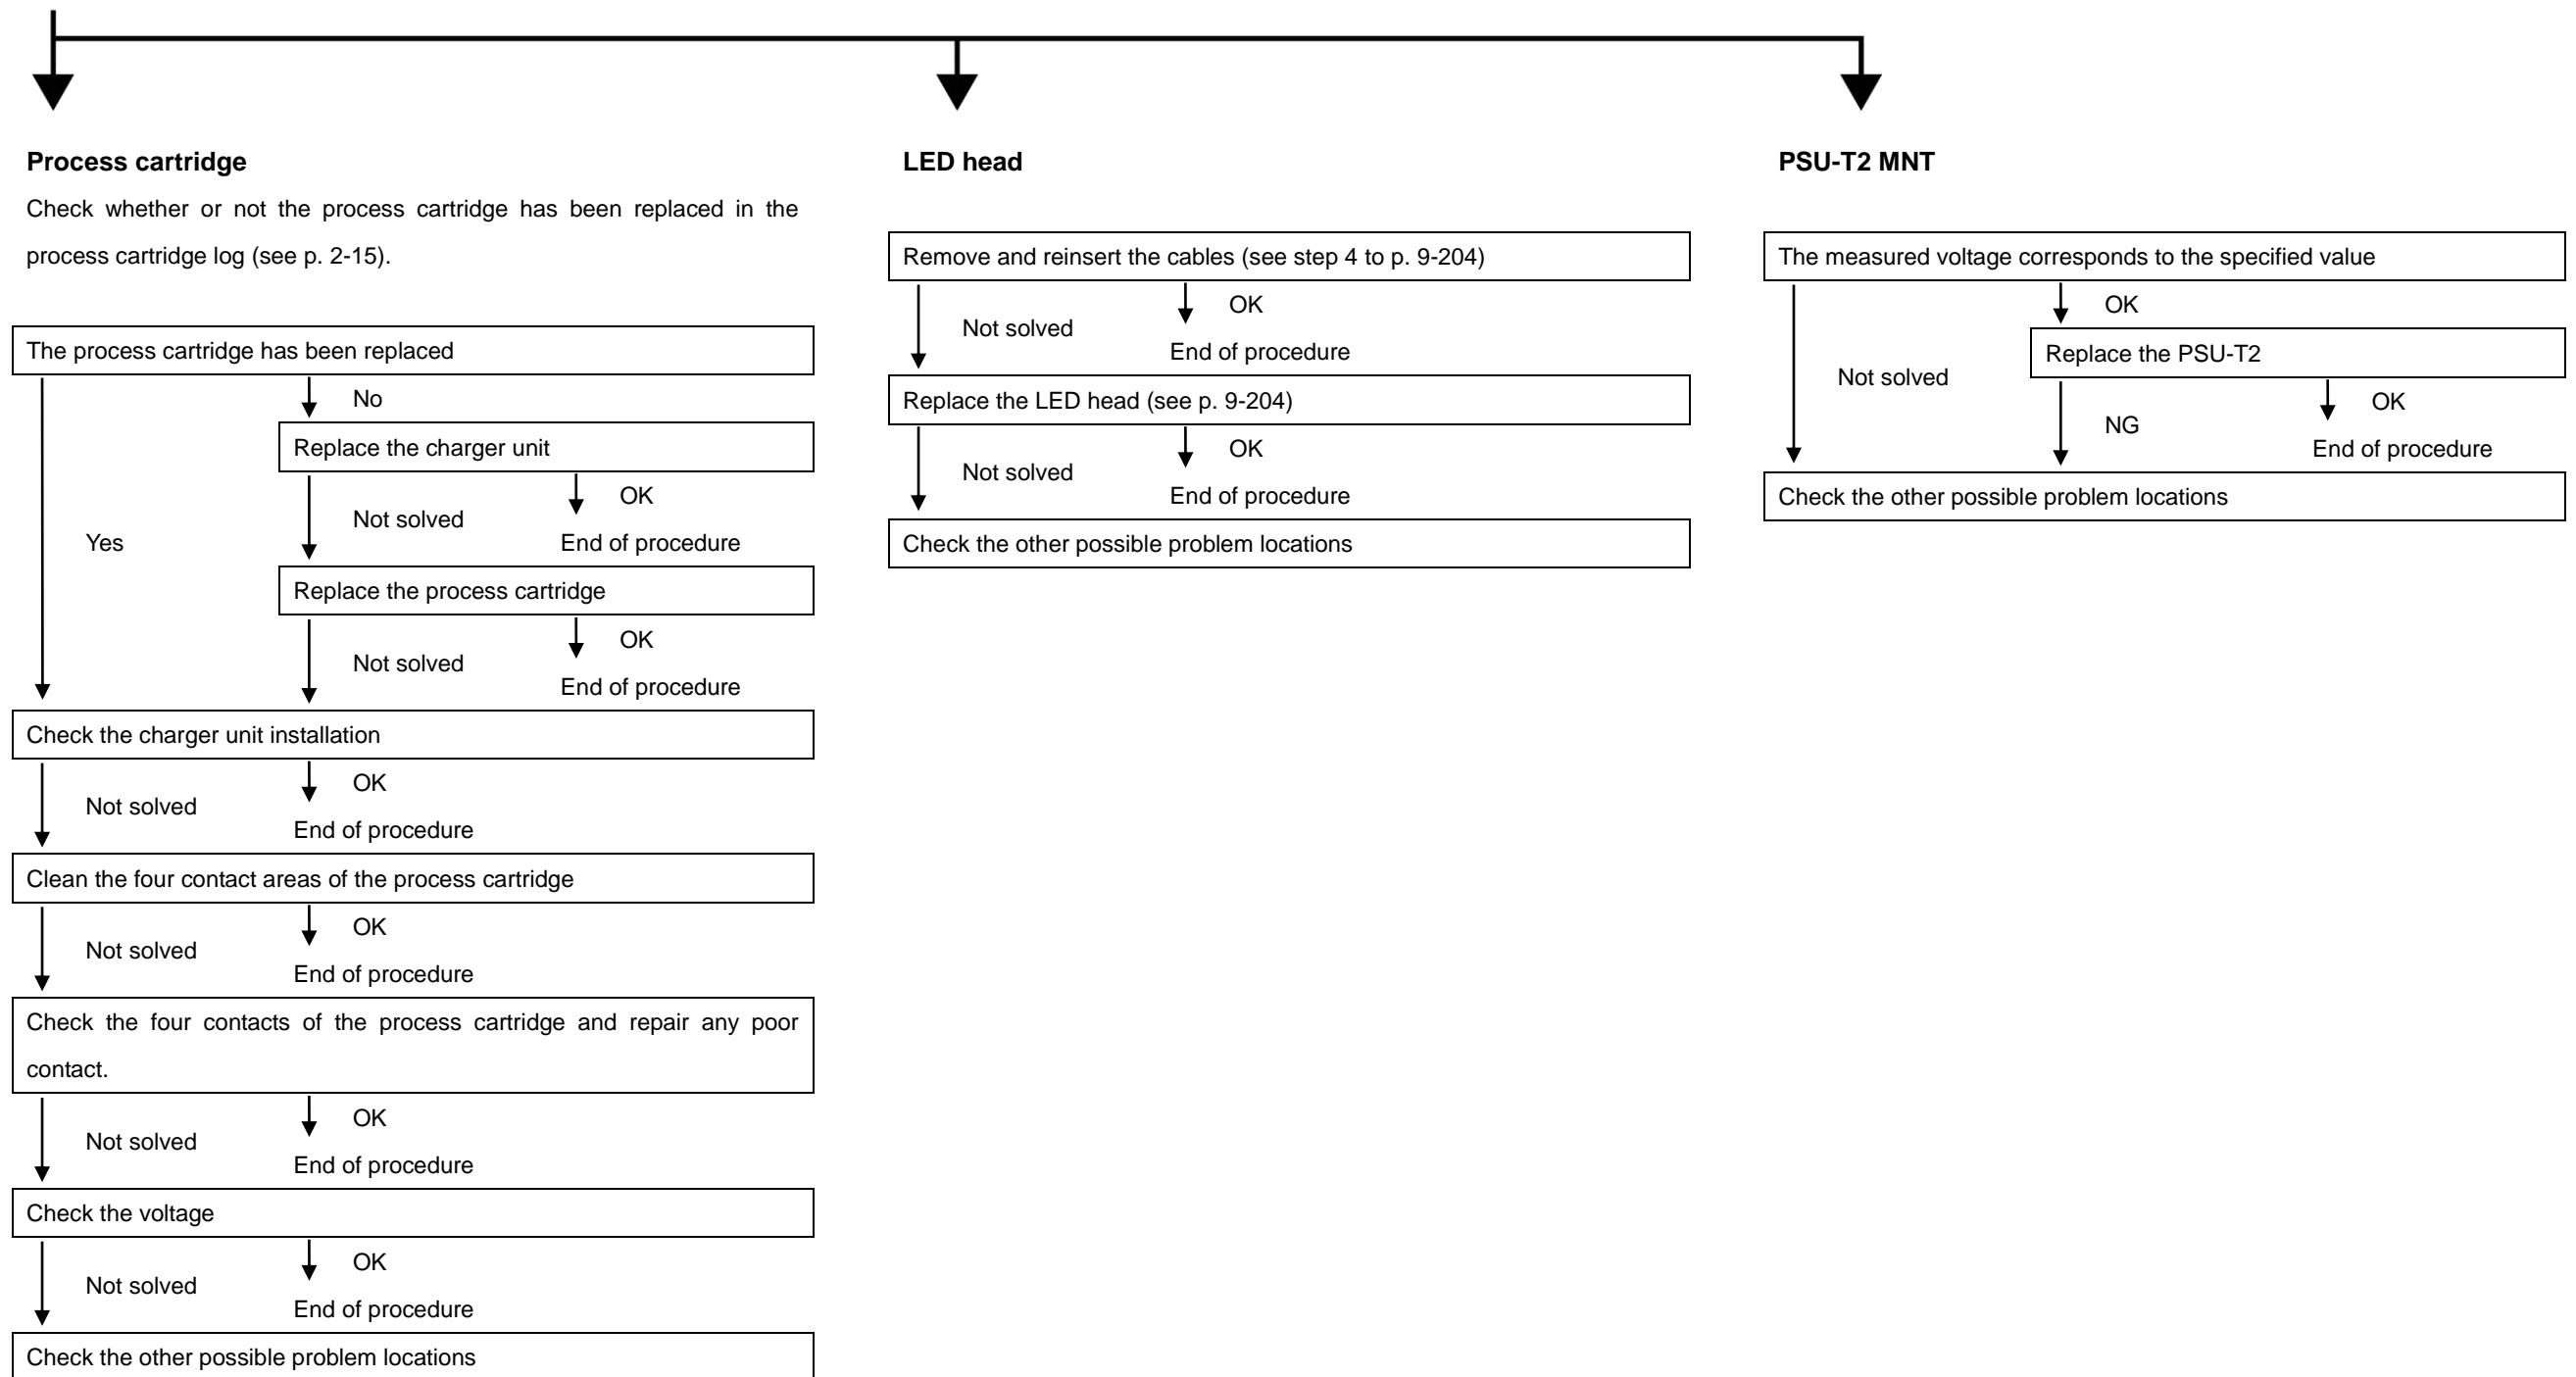 Process cartridge
Check whether or not the process cartridge has been replaced in the
process cartridge log (see p. 2-15).
The process cartridge has been replaced
No
Replace the charger unit
OK
Not solved
Yes
End of procedure
Replace the process cartridge
OK
Not solved
End of procedure
Check the charger unit installation
OK
Not solved
End of procedure
Clean the four contact areas of the process cartridge
OK
Not solved
End of procedure
Check the four contacts of the process cartridge and repair any poor
contact.
OK
Not solved
End of procedure
Check the voltage
OK
Not solved
End of procedure
Check the other possible problem locations
LED head
Remove and reinsert the cables (see step 4 to p. 9-204)
OK
Not solved
End of procedure
Replace the LED head (see p. 9-204)
OK
Not solved
End of procedure
Check the other possible problem locations
PSU-T2 MNT
The measured voltage corresponds to the specified value
OK
Replace the PSU-T2
Not solved
OK
NG
End of procedure
Check the other possible problem locations